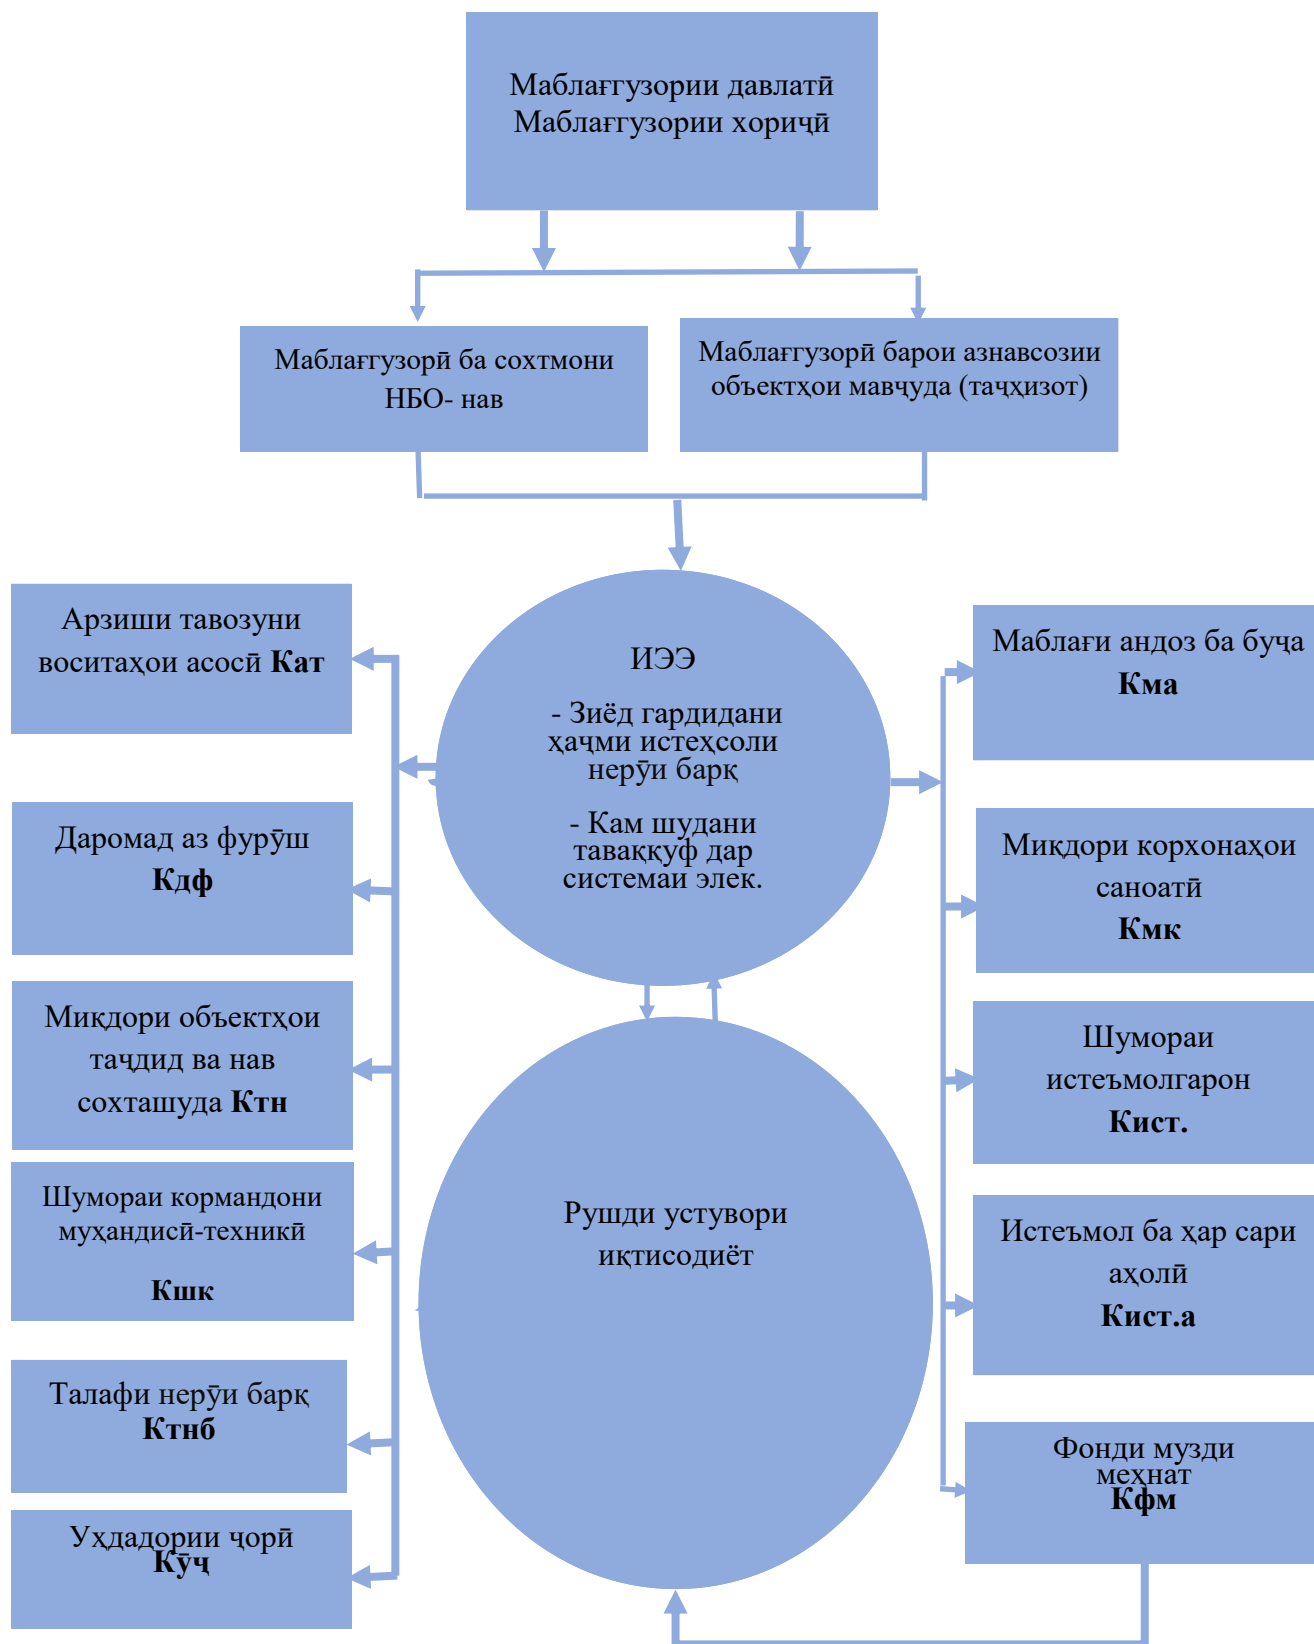 Маблағгузории давлатӣ
Маблағгузории хориҷӣ
Маблағгузорӣ ба сохтмони
НБО- нав
Маблағгузорӣ барои азнавсозии
объектҳои мавҷуда (таҷҳизот)
Арзиши тавозуни
воситаҳои асосӣ Кат
Даромад аз фурӯш
Кдф
Миқдори объектҳои
таҷдид ва нав
сохташуда Ктн
Шумораи кормандони
муҳандисӣ-техникӣ
Кшк
Талафи нерӯи барқ
Ктнб
Уҳдадории ҷорӣ
Кӯҷ
ИЭЭ
- Зиёд гардидани
ҳаҷми истеҳсоли
нерӯи барқ
- Кам шудани
таваққуф дар
системаи элек.
Рушди устувори
иқтисодиёт
Маблағи андоз ба буҷа
Кма
Миқдори корхонаҳои
саноатӣ
Кмк
Шумораи
истеъмолгарон
Кист.
Истеъмол ба ҳар сари
аҳолӣ
Кист.а
Фонди музди
меҳнат
Кфм